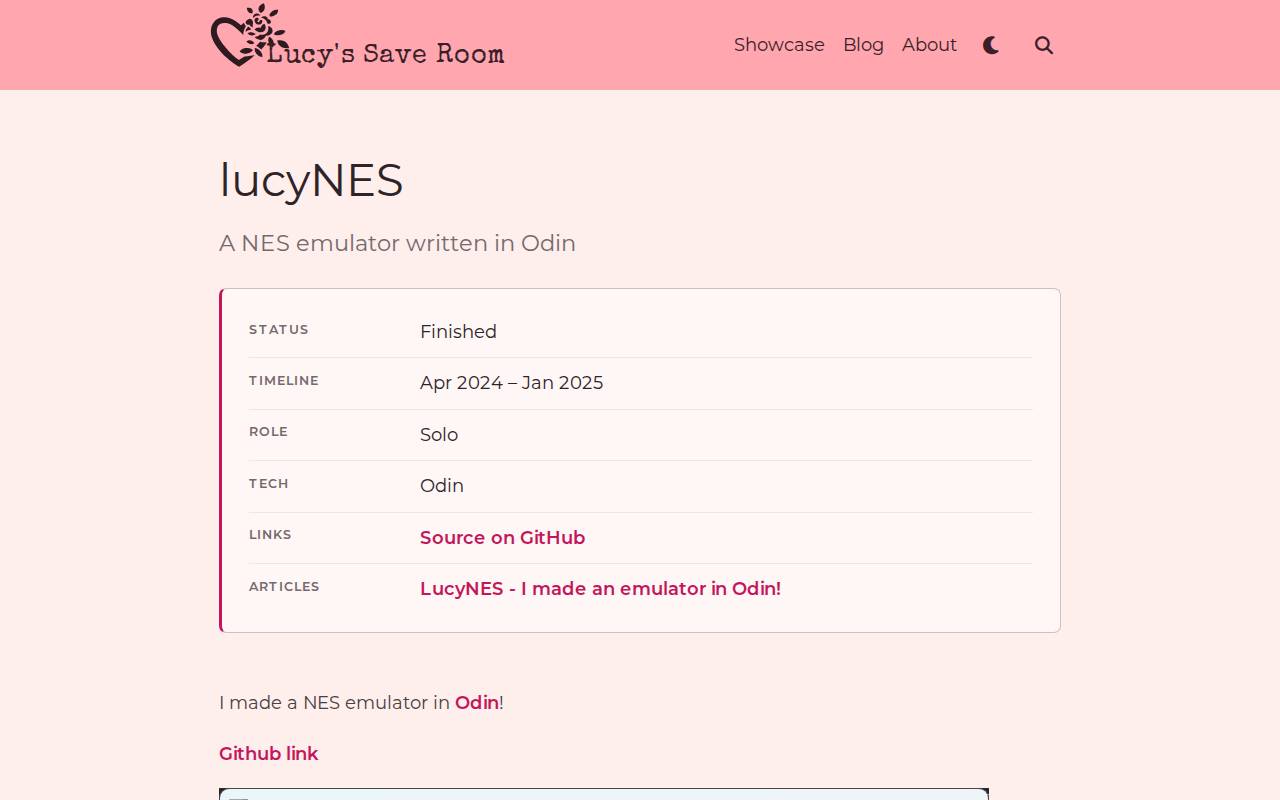 Lucy's Save Room
Showcase Blog About
lucyNES
A NES emulator written in Odin
STATUS Finished
TIMELINE Apr 2024 – Jan 2025
ROLE Solo
TECH Odin
LINKS Source on GitHub
ARTICLES LucyNES - I made an emulator in Odin!
I made a NES emulator in Odin!
Github link